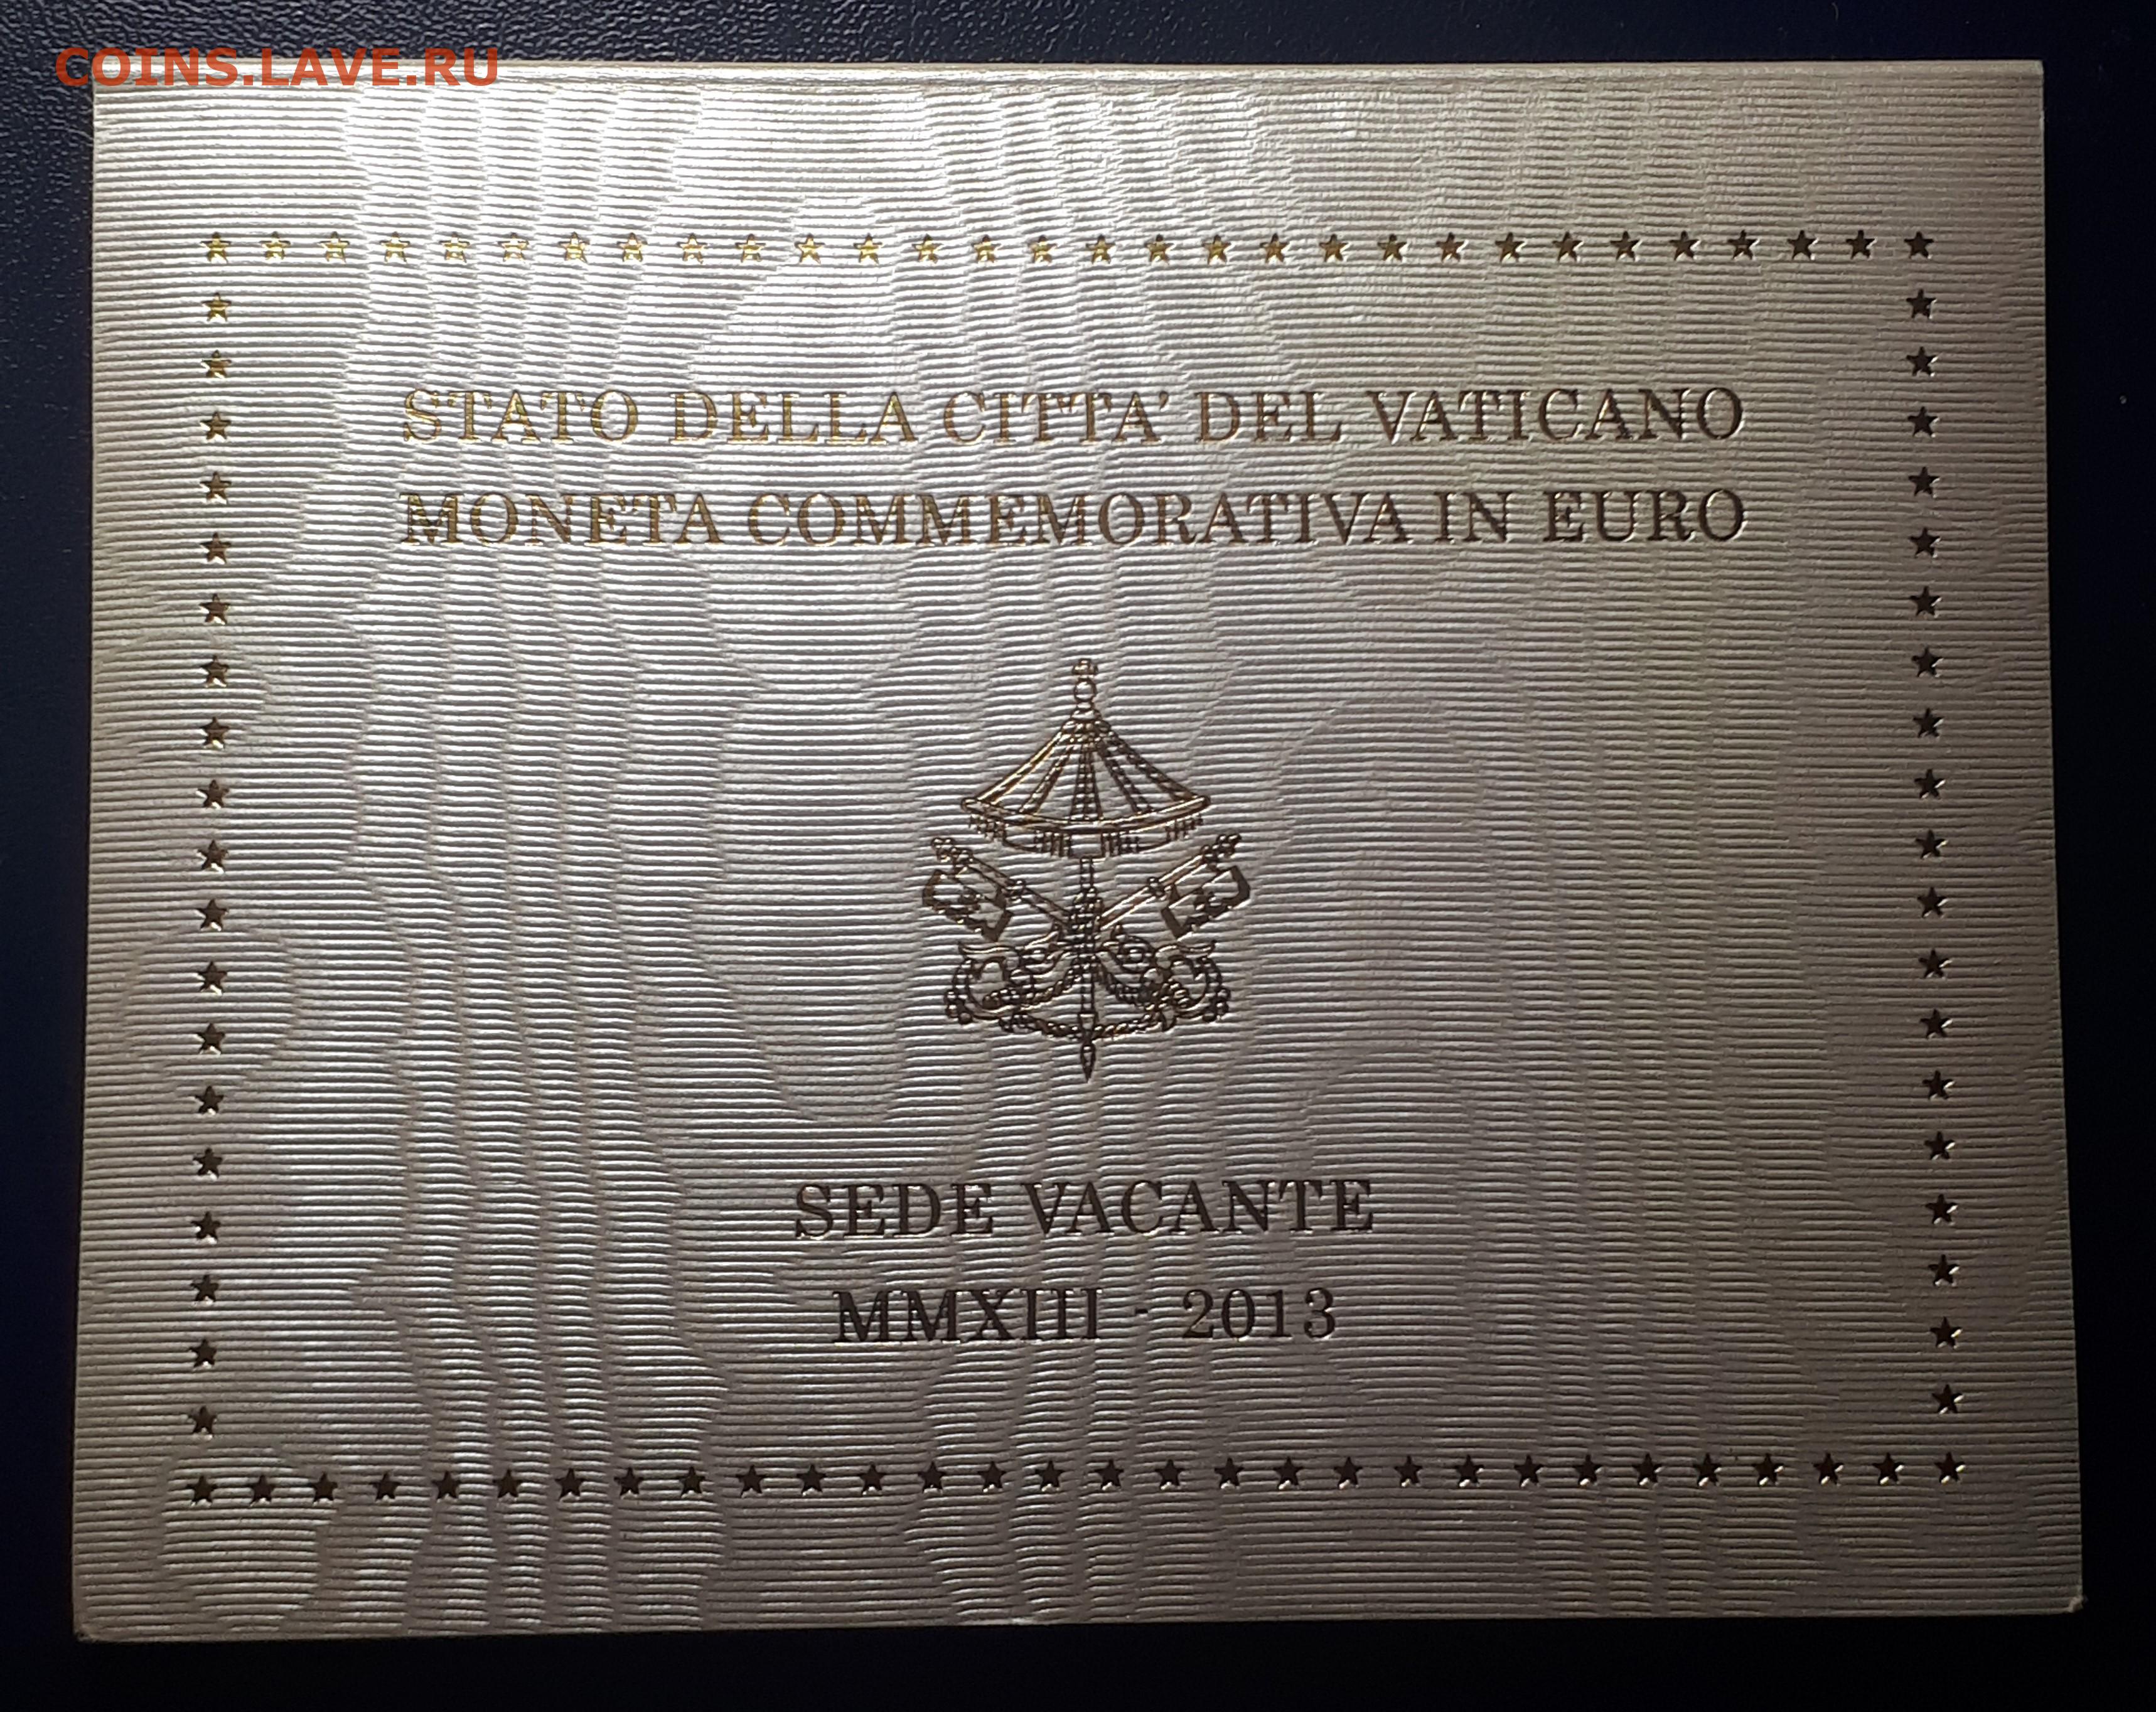 COINS.LAVE.RU
STATO DELLA CITTA' DEL VATICANO
MONETA COMMEMORATIVA IN EURO
SEDE VACANTE
MMXIII - 2013